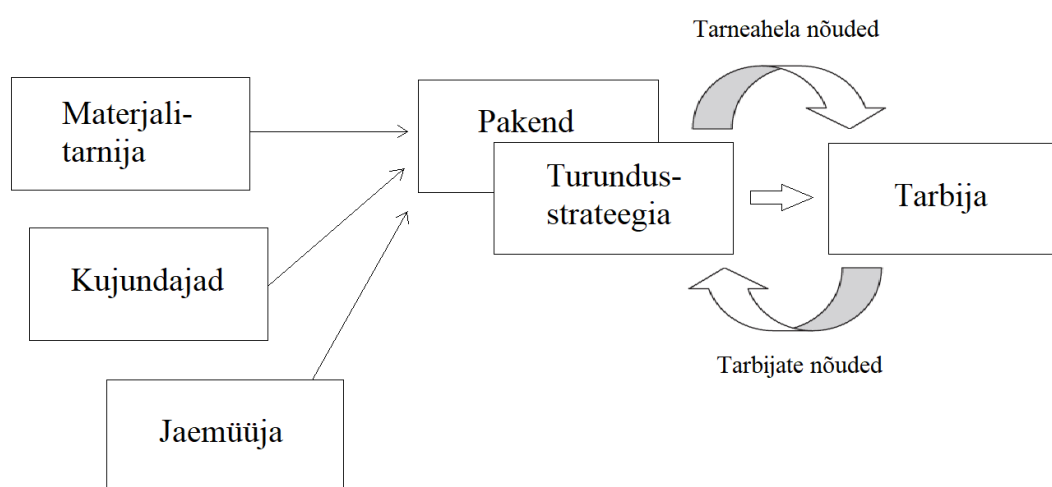 Tarneahela nõuded
Materjali-
tarnija
Pakend
Turundus-
strateegia
Tarbija
Kujundajad
Tarbijate nõuded
Jaemüüja